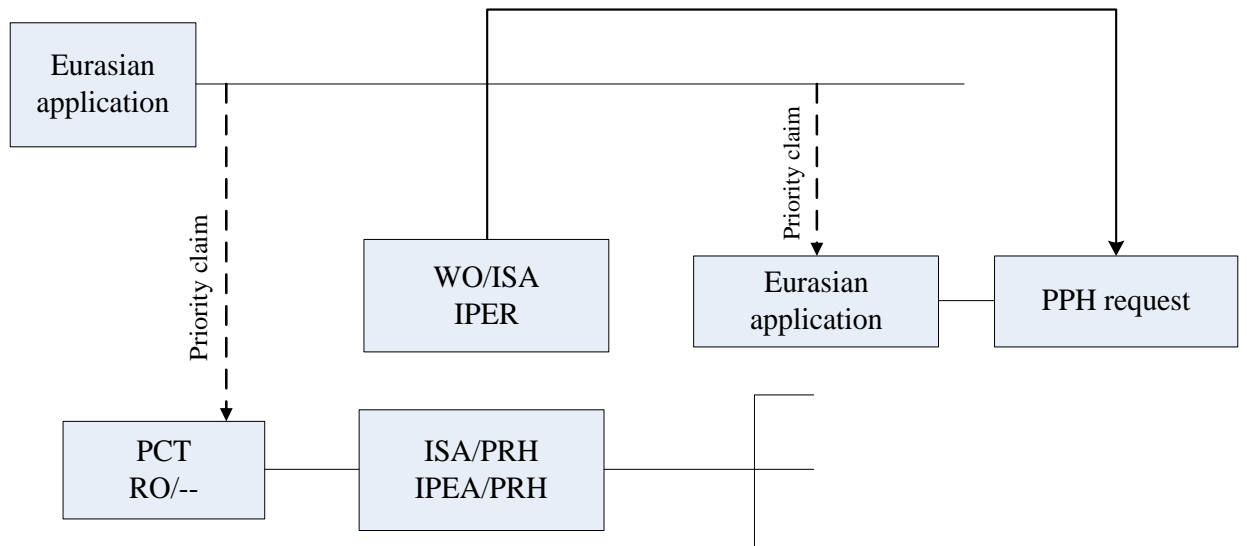 Eurasian
application
Priority claim
Priority claim
WO/ISA
IPER
Eurasian
application
PPH request
PCT
RO/--
ISA/PRH
IPEA/PRH